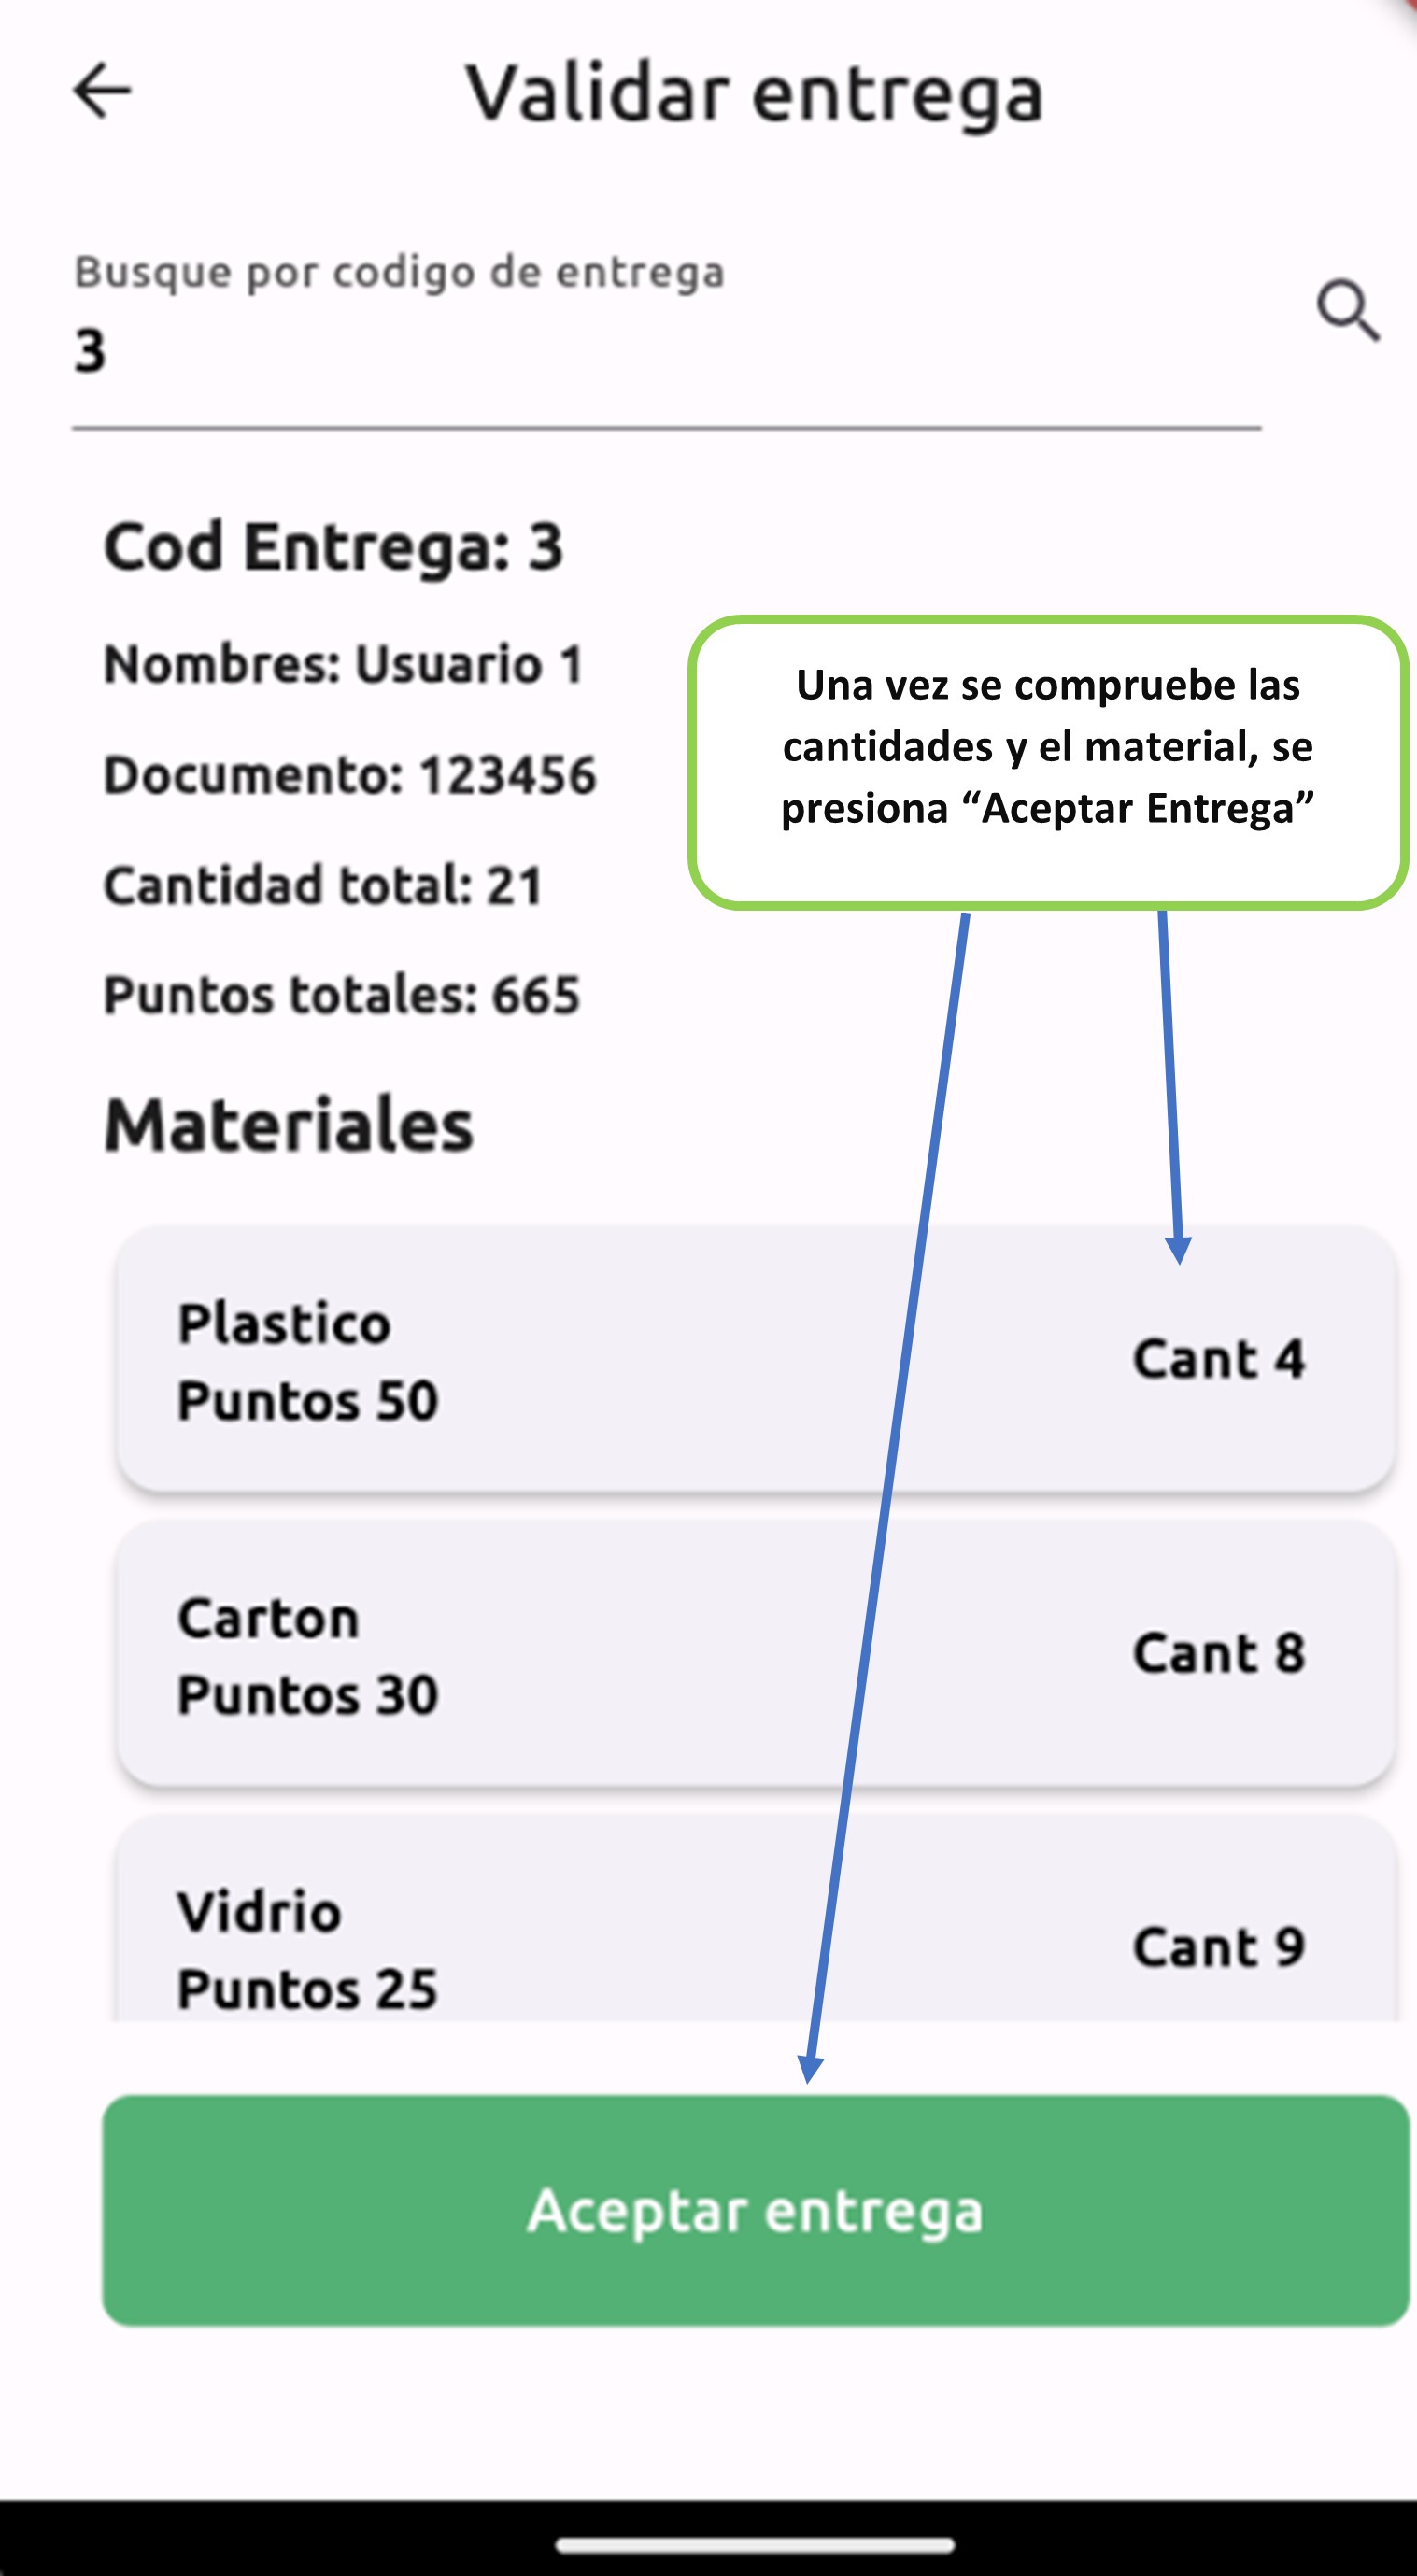 Validar entrega
Busque por codigo de entrega
3
Cod Entrega: 3
Nombres: Usuario 1
Documento: 123456
Cantidad total: 21
Puntos totales: 665
Una vez se compruebe las
cantidades y el material, se
presiona “Aceptar Entrega”
Materiales
Plastico
Puntos 50
Cant 4
Carton
Puntos 30
Cant 8
Vidrio
Puntos 25
Cant 9
Aceptar entrega